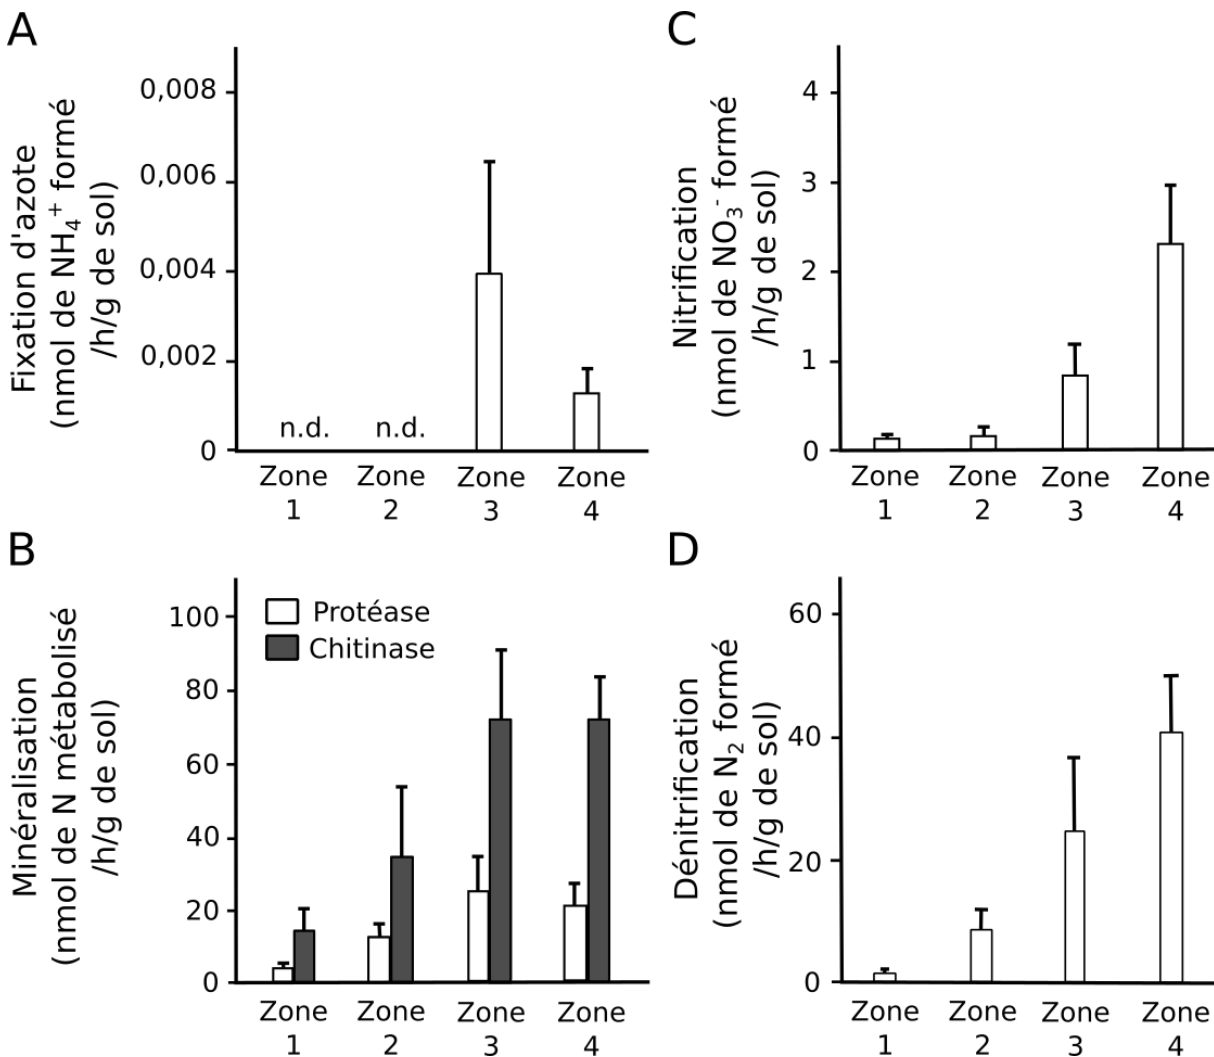 A
Fixation d'azote
(nmol de NH₄⁺ formé
/h/g de sol)
0,008
0,006
0,004
0,002
0
n.d.
n.d.
Zone
1
Zone
2
Zone
3
Zone
4
B
Minéralisation
(nmol de N métabolisé
/h/g de sol)
Protéase
Chitinase
100
80
60
40
20
0
Zone
1
Zone
2
Zone
3
Zone
4
C
Nitrification
(nmol de NO₃⁻ formé
/h/g de sol)
4
3
2
1
0
Zone
1
Zone
2
Zone
3
Zone
4
D
Dénitrification
(nmol de N₂ formé
/h/g de sol)
60
40
20
0
Zone
1
Zone
2
Zone
3
Zone
4